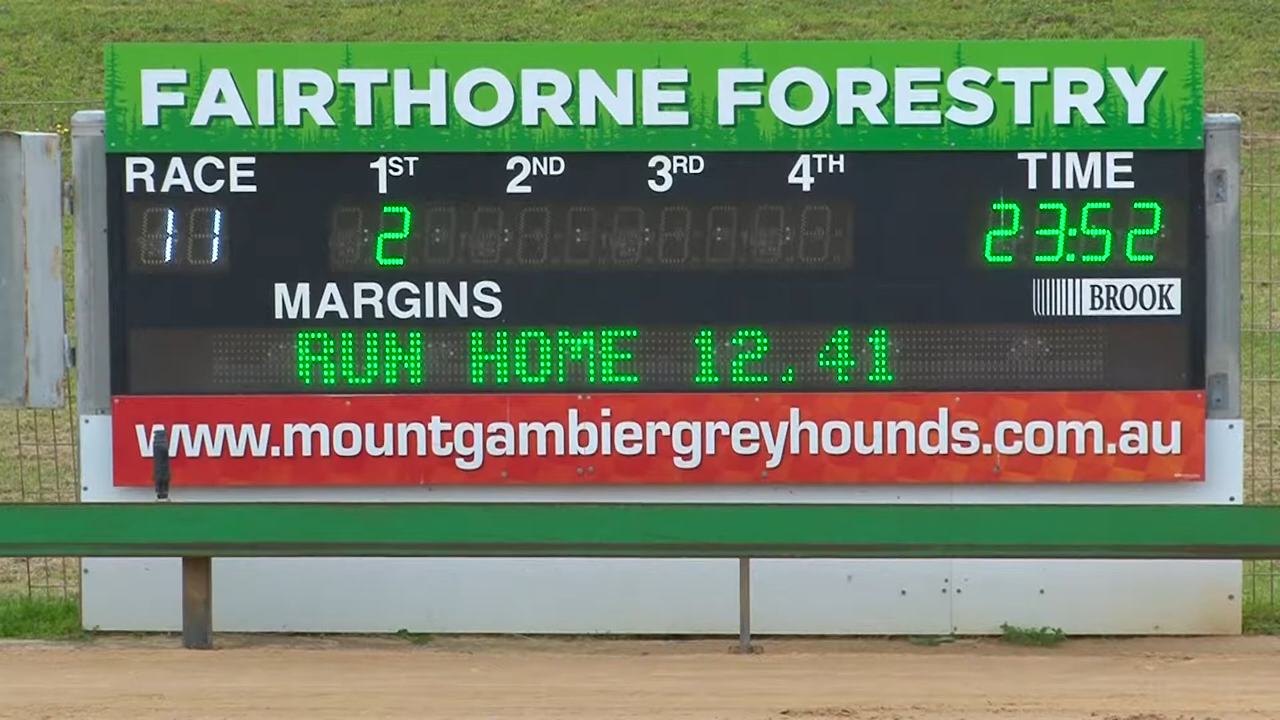 FAIRTHORNE FORESTRY
RACE 1ST 2ND 3RD 4TH TIME
11 2 23:52
MARGINS BROOK
RUN HOME 12.41
www.mountgambiergreyhounds.com.au